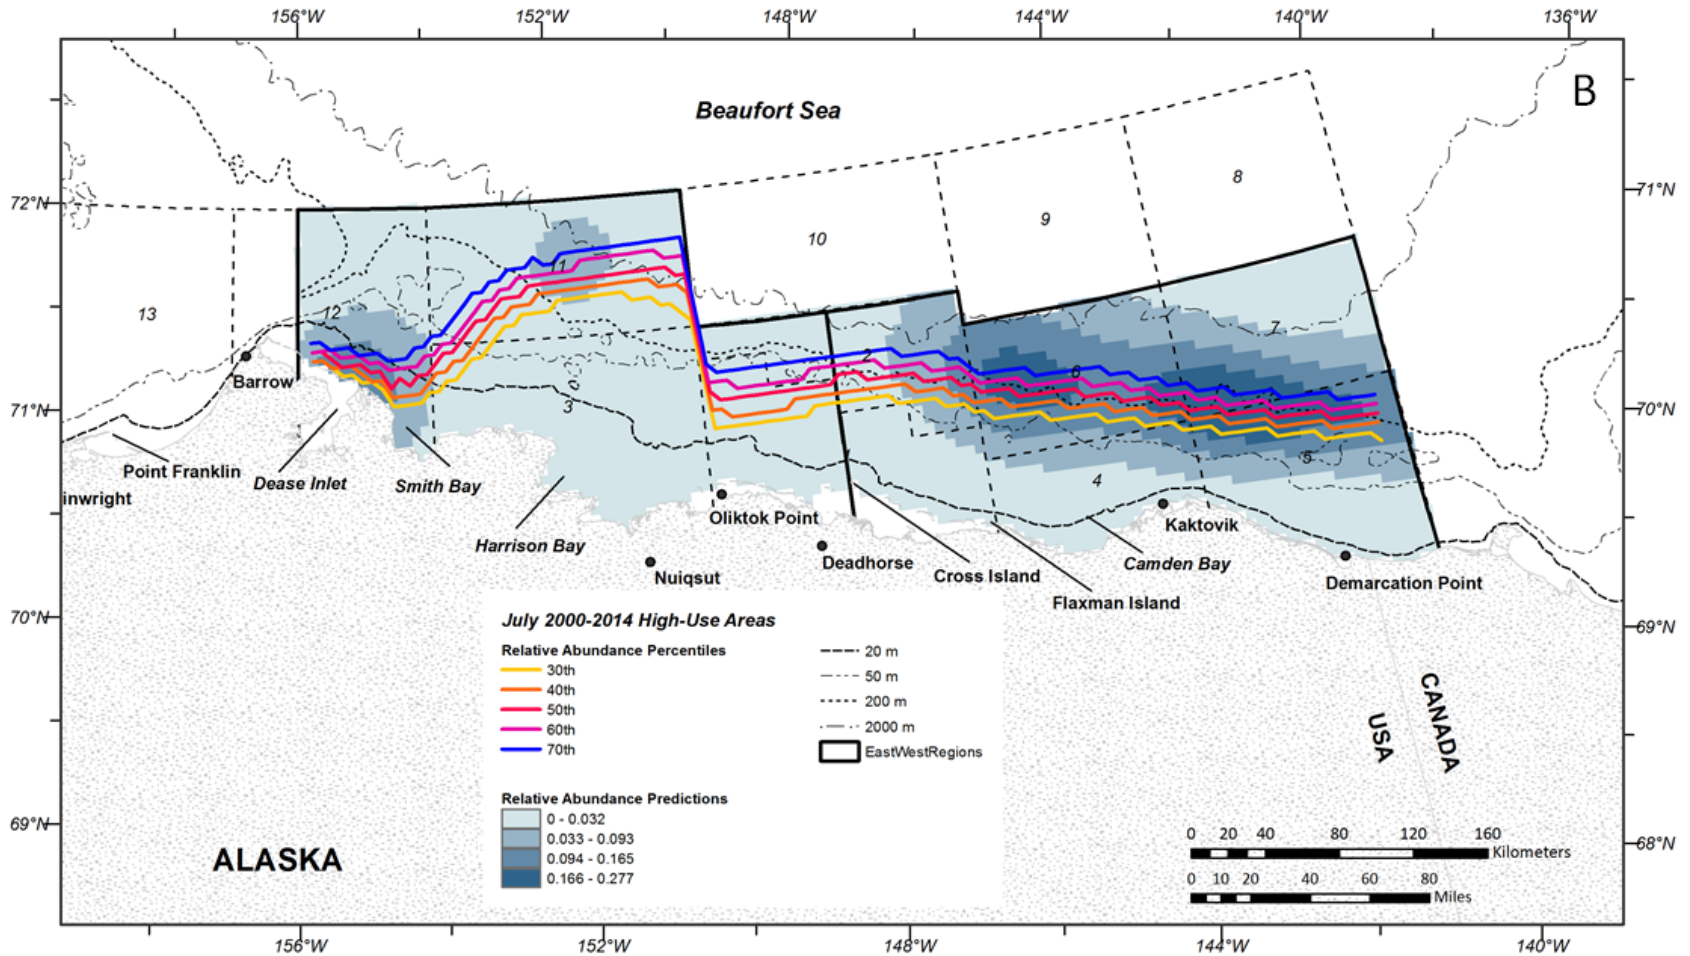 156°W 152°W 148°W 144°W 140°W 136°W
B
Beaufort Sea
72°N
71°N
8
9
10
11
13
12
7
2
6
71°N
70°N
Barrow
3
5
4
Point Franklin
Dease Inlet
Smith Bay
inwright
Oliktok Point
Kaktovik
Harrison Bay
Deadhorse
Camden Bay
Nuiqsut
Cross Island
Demarcation Point
Flaxman Island
70°N
69°N
July 2000-2014 High-Use Areas
Relative Abundance Percentiles
30th
40th
50th
60th
70th
20 m
50 m
200 m
2000 m
EastWestRegions
USA
CANADA
Relative Abundance Predictions
0 - 0.032
0.033 - 0.093
0.094 - 0.165
0.166 - 0.277
69°N
68°N
ALASKA
0 20 40 80 120 160
Kilometers
0 10 20 40 60 80
Miles
156°W 152°W 148°W 144°W 140°W